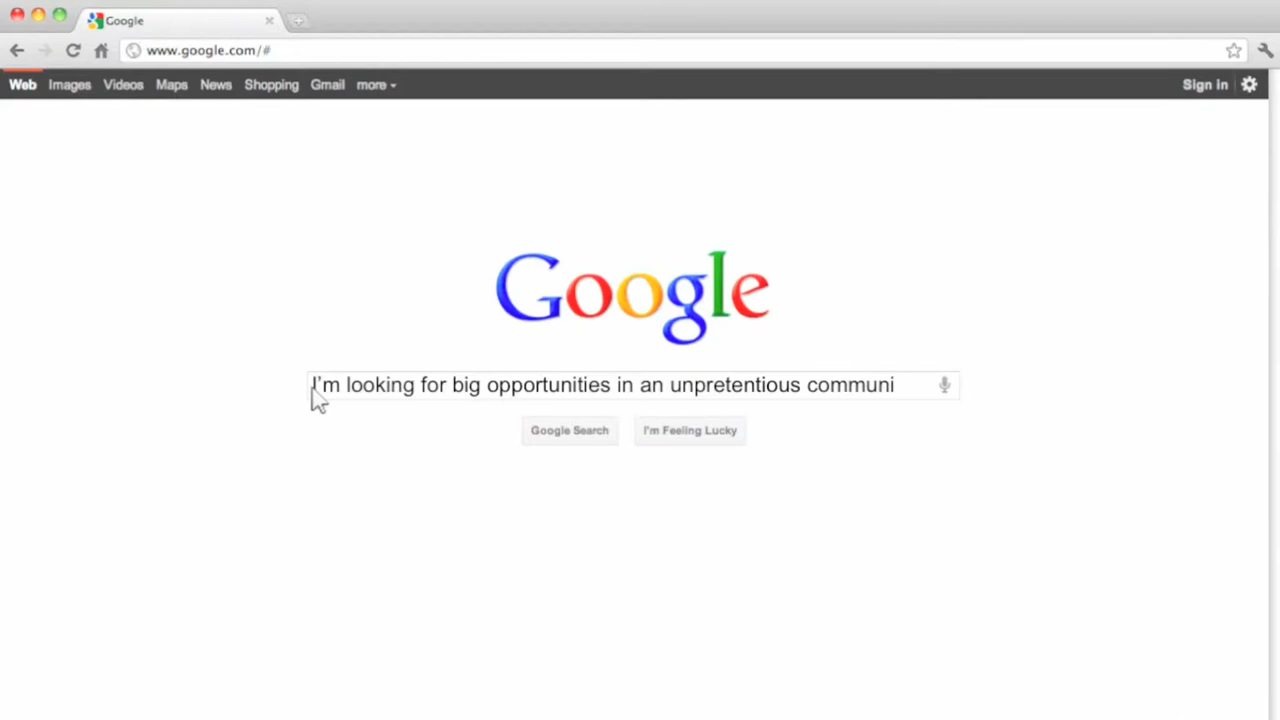 Google
www.google.com/#
Web Images Videos Maps News Shopping Gmail more Sign in
Google
I'm looking for big opportunities in an unpretentious communi
Google Search I'm Feeling Lucky